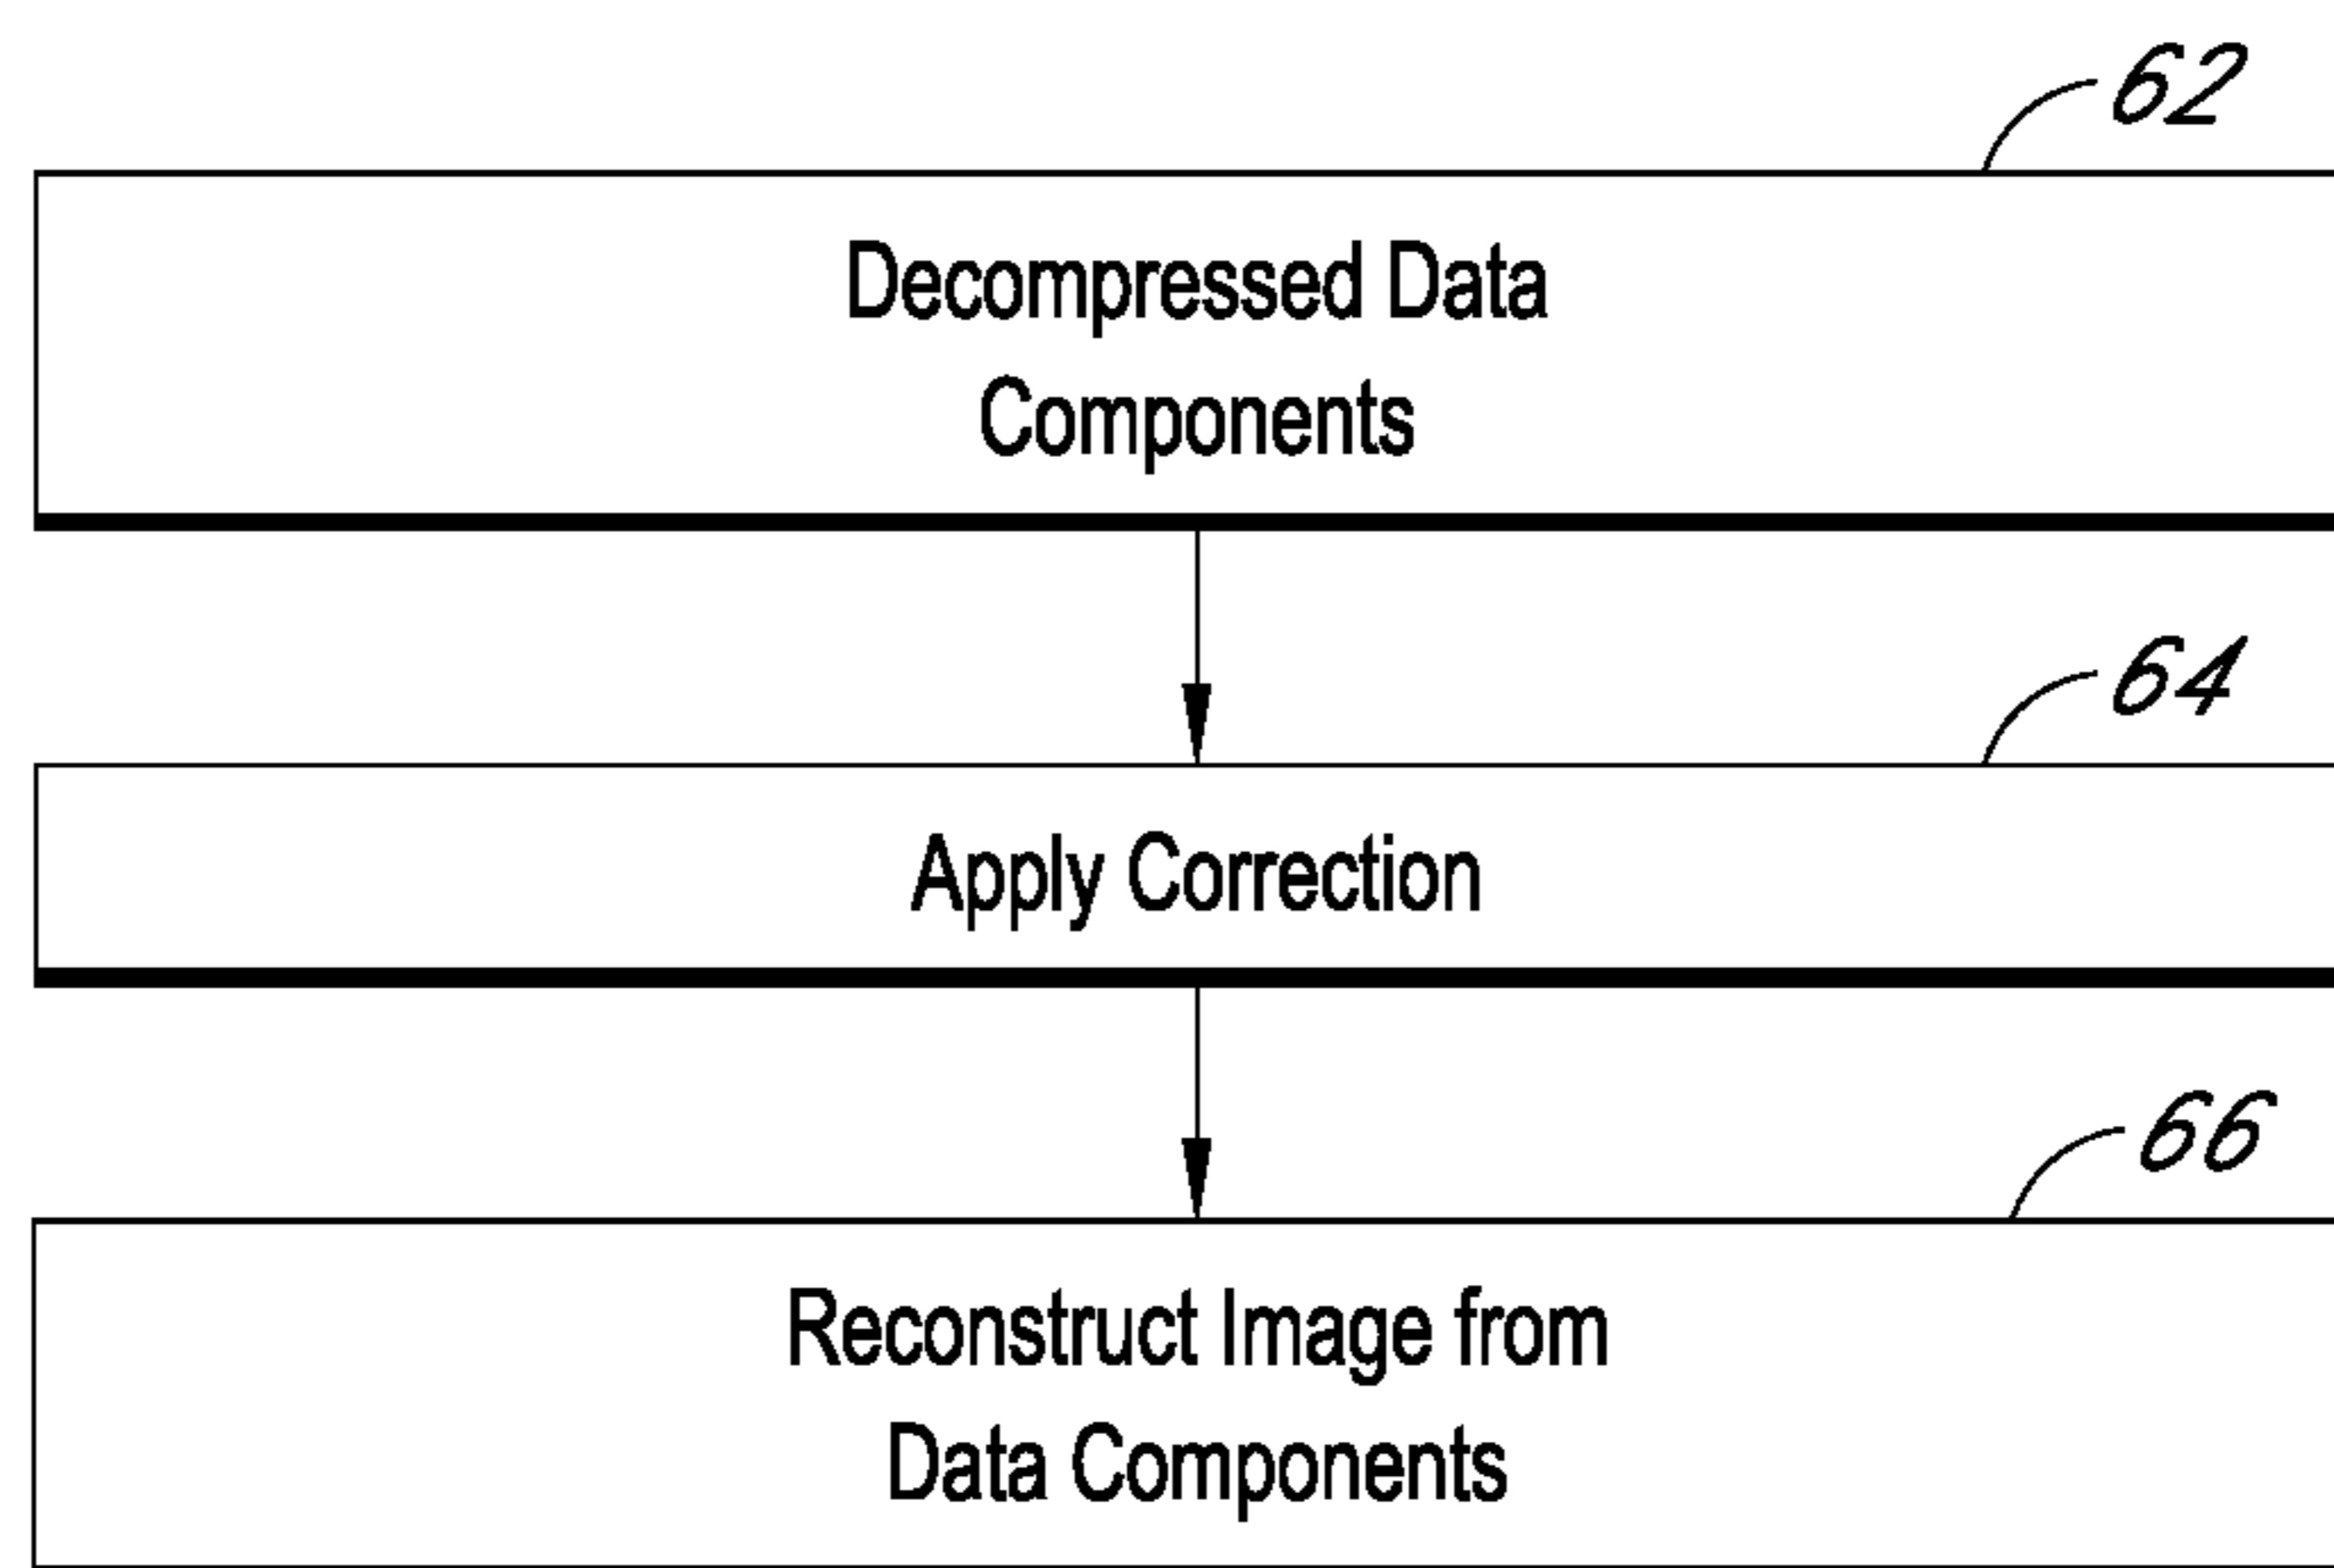 62
Decompressed Data
Components
64
Apply Correction
66
Reconstruct Image from
Data Components